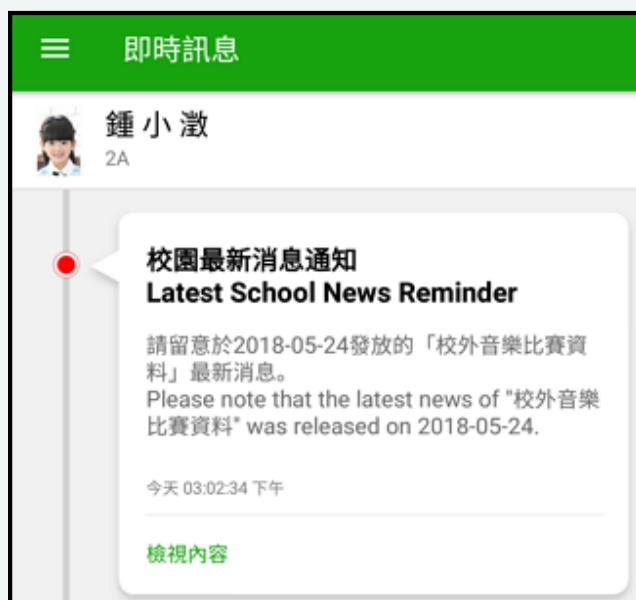 即時訊息
鍾小澂
2A
校園最新消息通知
Latest School News Reminder
請留意於2018-05-24發放的「校外音樂比賽資
料」最新消息。
Please note that the latest news of "校外音樂
比賽資料" was released on 2018-05-24.
今天 03:02:34 下午
檢視內容